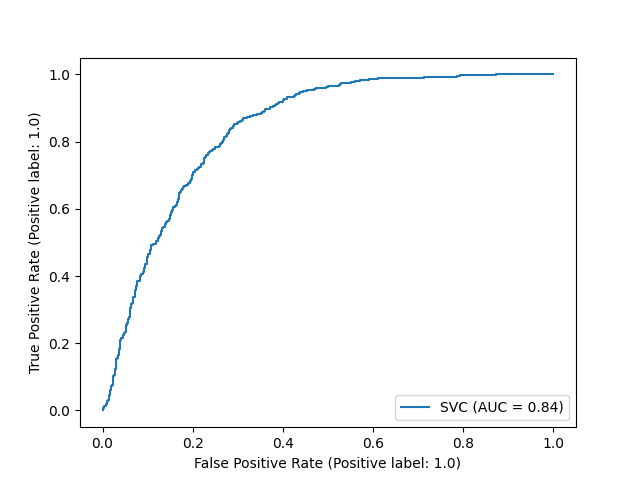 1.0
0.8
0.6
0.4
0.2
0.0
True Positive Rate (Positive label: 1.0)
SVC (AUC = 0.84)
0.0 0.2 0.4 0.6 0.8 1.0
False Positive Rate (Positive label: 1.0)